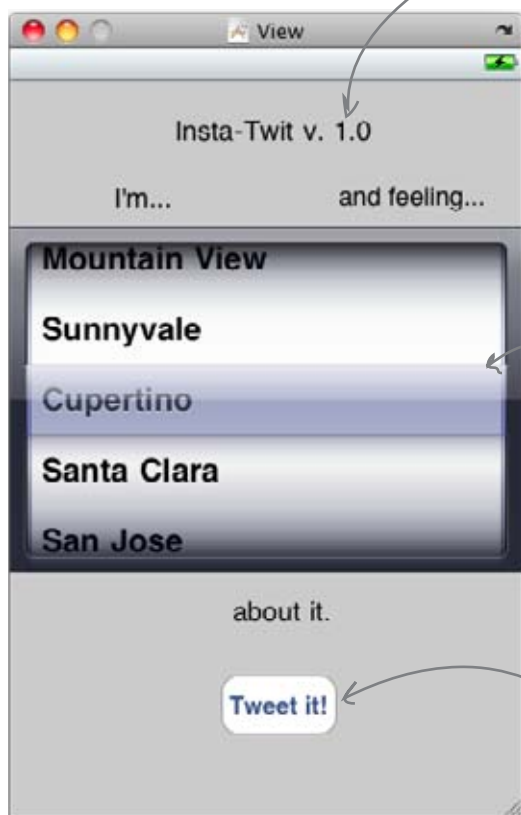 View
Insta-Twit v. 1.0
I'm... and feeling...
Mountain View
Sunnyvale
Cupertino
Santa Clara
San Jose
about it.
Tweet it!